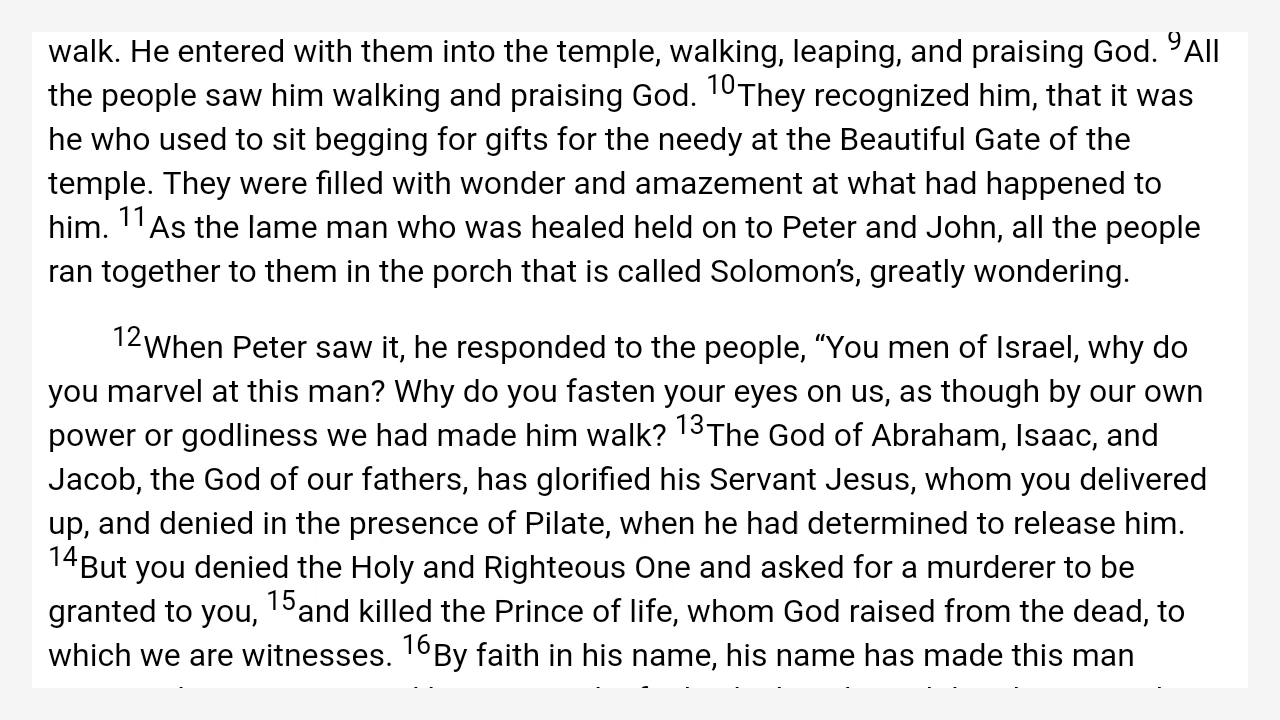 walk. He entered with them into the temple, walking, leaping, and praising God. 9All
the people saw him walking and praising God. 10They recognized him, that it was
he who used to sit begging for gifts for the needy at the Beautiful Gate of the
temple. They were filled with wonder and amazement at what had happened to
him. 11As the lame man who was healed held on to Peter and John, all the people
ran together to them in the porch that is called Solomon’s, greatly wondering.
12When Peter saw it, he responded to the people, “You men of Israel, why do
you marvel at this man? Why do you fasten your eyes on us, as though by our own
power or godliness we had made him walk? 13The God of Abraham, Isaac, and
Jacob, the God of our fathers, has glorified his Servant Jesus, whom you delivered
up, and denied in the presence of Pilate, when he had determined to release him.
14But you denied the Holy and Righteous One and asked for a murderer to be
granted to you, 15and killed the Prince of life, whom God raised from the dead, to
which we are witnesses. 16By faith in his name, his name has made this man